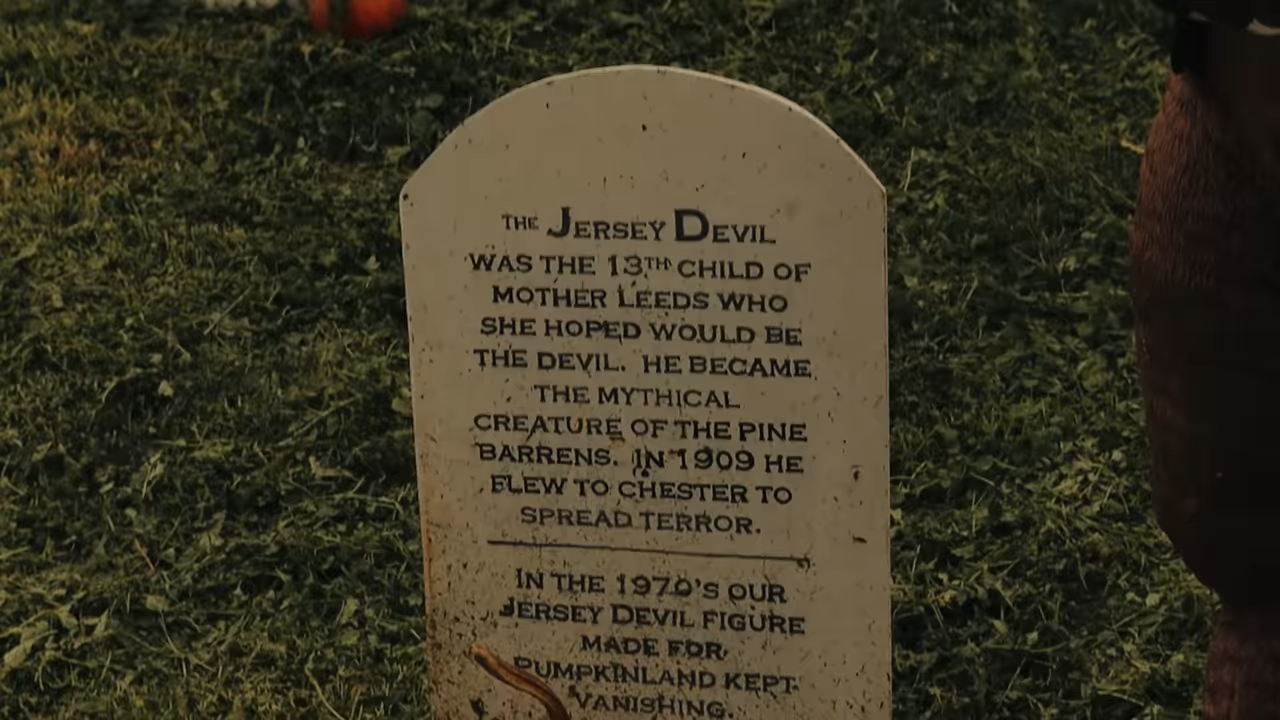 THE JERSEY DEVIL
WAS THE 13TH CHILD OF
MOTHER LEEDS WHO
SHE HOPED WOULD BE
THE DEVIL. HE BECAME
THE MYTHICAL
CREATURE OF THE PINE
BARRENS. IN 1909 HE
FLEW TO CHESTER TO
SPREAD TERROR.
IN THE 1970'S OUR
JERSEY DEVIL FIGURE
MADE FOR
PUMPKINLAND KEPT
VANISHING.